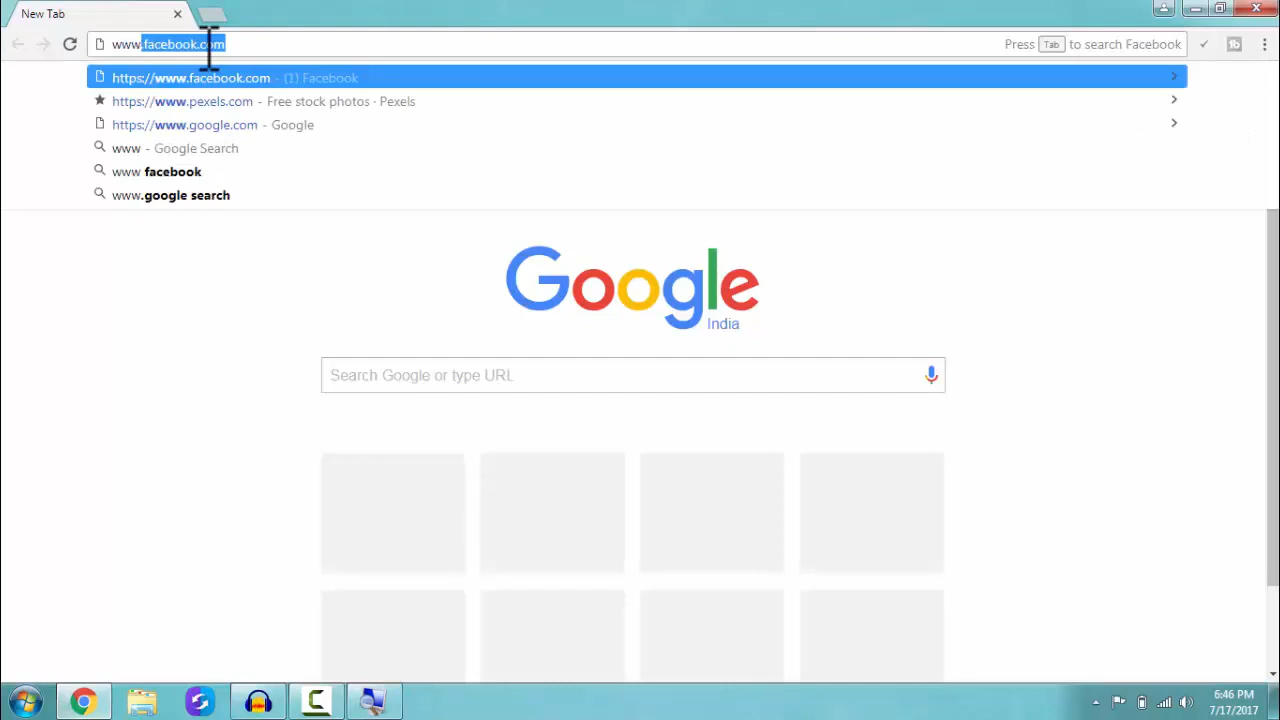 New Tab
www.facebook.com
Press Tab to search Facebook
https://www.facebook.com - (1) Facebook
https://www.pexels.com - Free stock photos · Pexels
https://www.google.com - Google
www - Google Search
www facebook
www.google search
Google
India
Search Google or type URL
6:46 PM
7/17/2017